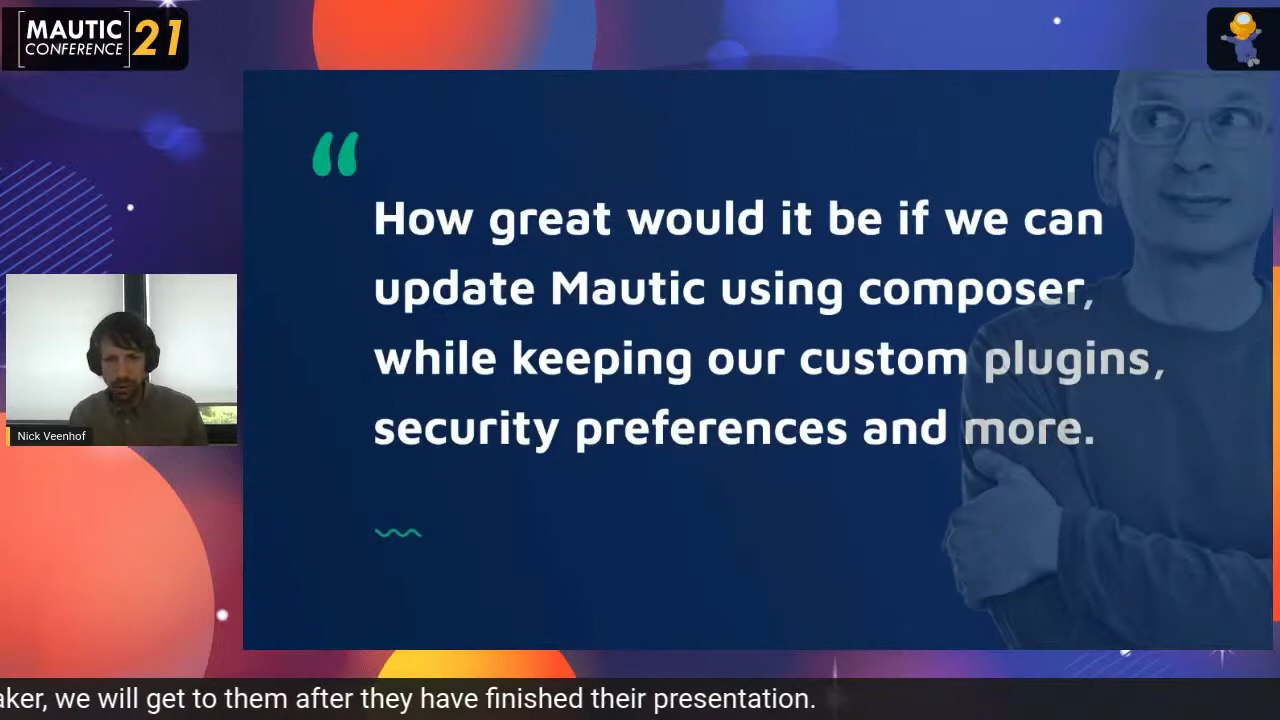 MAUTIC
CONFERENCE
21
“
How great would it be if we can
update Mautic using composer,
while keeping our custom plugins,
security preferences and more.
Nick Veenhof
aker, we will get to them after they have finished their presentation.